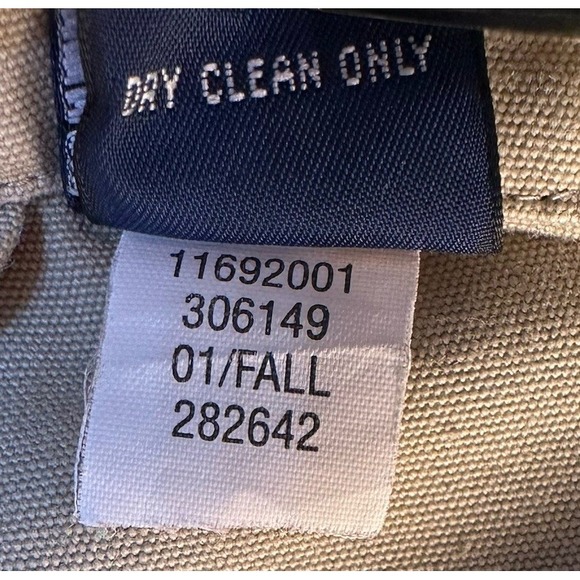 DRY CLEAN ONLY
11692001
306149
01/FALL
282642